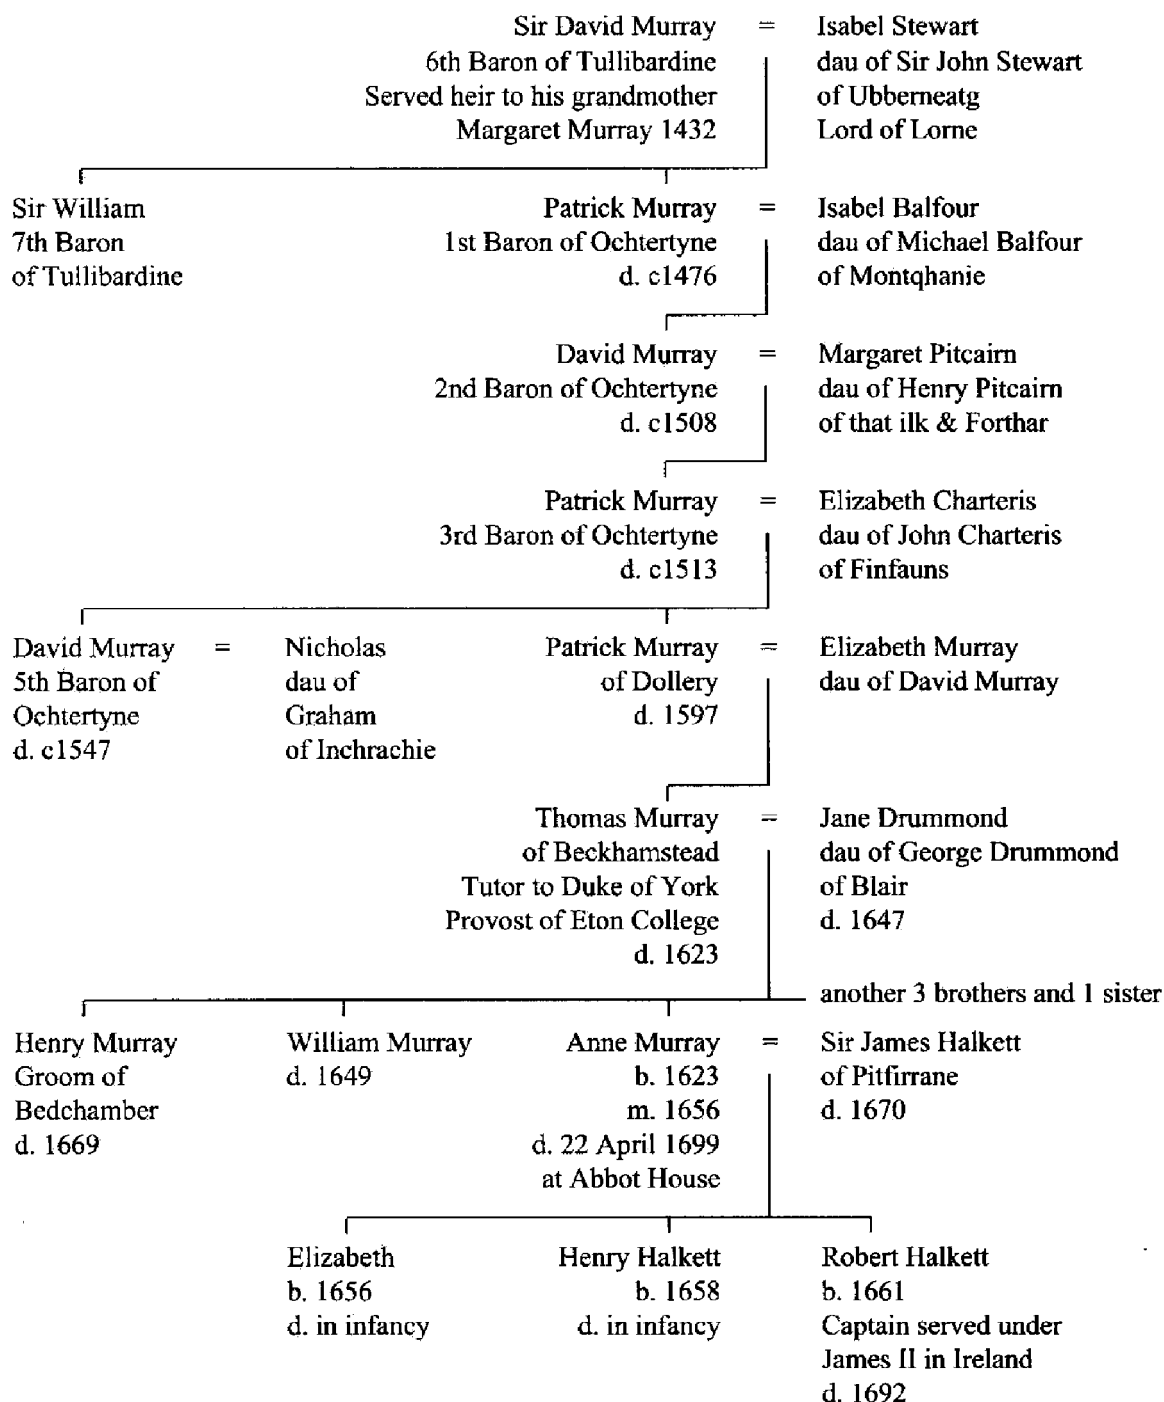 Sir David Murray = Isabel Stewart
6th Baron of Tullibardine dau of Sir John Stewart
Served heir to his grandmother of Ubberneatg
Margaret Murray 1432 Lord of Lorne
Sir William Patrick Murray = Isabel Balfour
7th Baron 1st Baron of Ochtertyne dau of Michael Balfour
of Tullibardine d. c1476 of Montqhanie
David Murray = Margaret Pitcairn
2nd Baron of Ochtertyne dau of Henry Pitcairn
d. c1508 of that ilk & Forthar
Patrick Murray = Elizabeth Charteris
3rd Baron of Ochtertyne dau of John Charteris
d. c1513 of Finfauns
David Murray = Nicholas Patrick Murray = Elizabeth Murray
5th Baron of dau of of Dollery dau of David Murray
Ochtertyne Graham d. 1597
d. c1547 of Inchrachie
Thomas Murray = Jane Drummond
of Beckhamstead dau of George Drummond
Tutor to Duke of York of Blair
Provost of Eton College d. 1647
d. 1623
another 3 brothers and 1 sister
Henry Murray William Murray Anne Murray = Sir James Halkett
Groom of d. 1649 b. 1623 of Pitfirrane
Bedchamber m. 1656 d. 1670
d. 1669 d. 22 April 1699
at Abbot House
Elizabeth Henry Halkett Robert Halkett
b. 1656 b. 1658 b. 1661
d. in infancy d. in infancy Captain served under
James II in Ireland
d. 1692